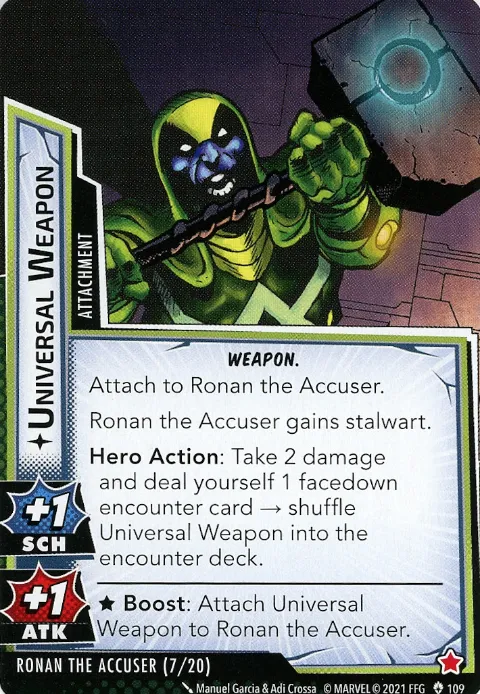 UNIVERSAL WEAPON
ATTACHMENT
WEAPON.
Attach to Ronan the Accuser.
Ronan the Accuser gains stalwart.
Hero Action: Take 2 damage
and deal yourself 1 facedown
encounter card → shuffle
Universal Weapon into the
encounter deck.
+1
SCH
+1
ATK
★ Boost: Attach Universal
Weapon to Ronan the Accuser.
RONAN THE ACCUSER (7/20)
Manuel Garcia & Adi Crossa © MARVEL © 2021 FFG 109